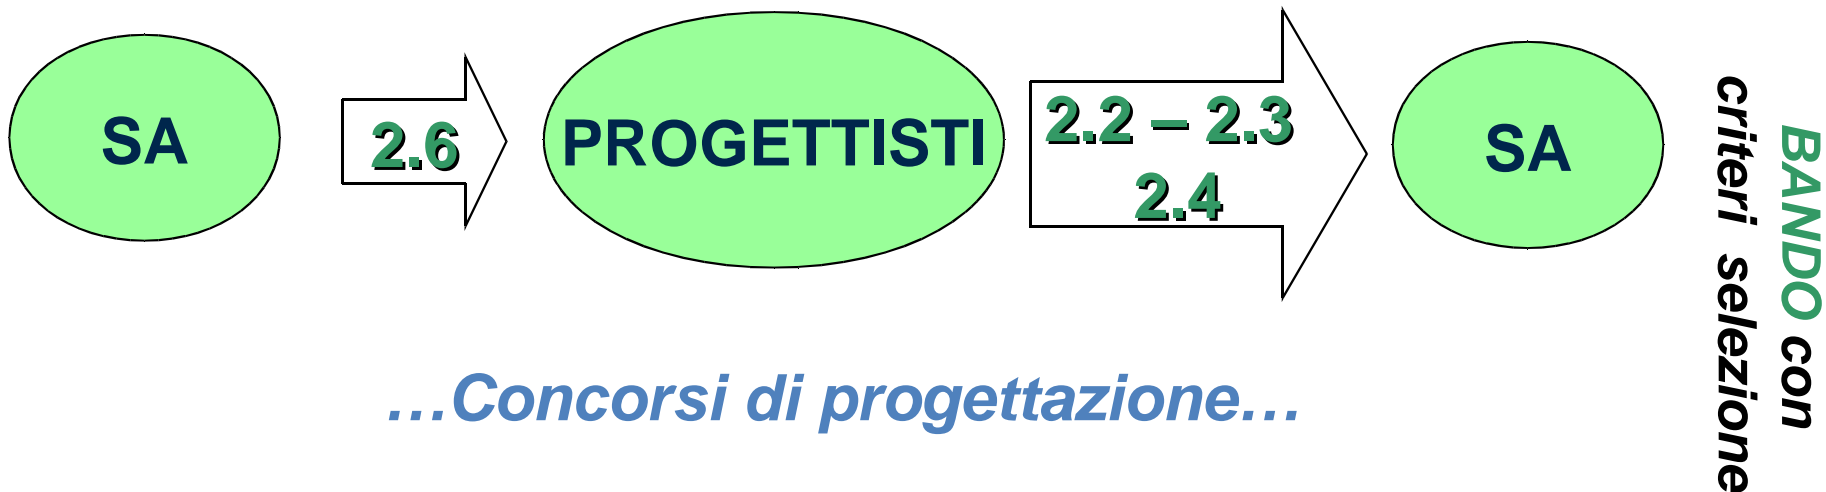 SA
2.6
PROGETTISTI
2.2 – 2.3
2.4
SA
BANDO con
criteri selezione
…Concorsi di progettazione…